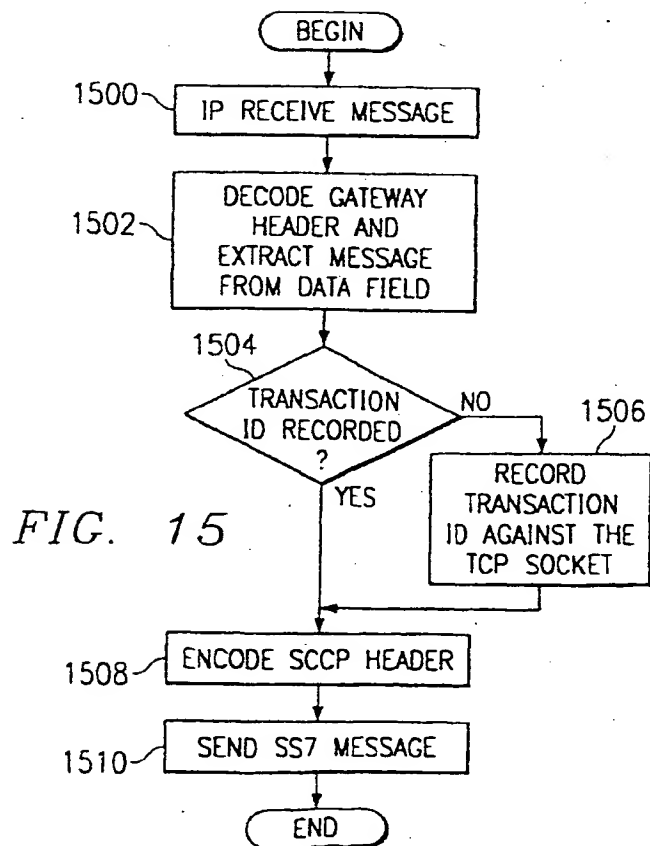 BEGIN
1500
IP RECEIVE MESSAGE
1502
DECODE GATEWAY
HEADER AND
EXTRACT MESSAGE
FROM DATA FIELD
1504
TRANSACTION
ID RECORDED
?
NO
YES
1506
RECORD
TRANSACTION
ID AGAINST THE
TCP SOCKET
FIG. 15
1508
ENCODE SCCP HEADER
1510
SEND SS7 MESSAGE
END